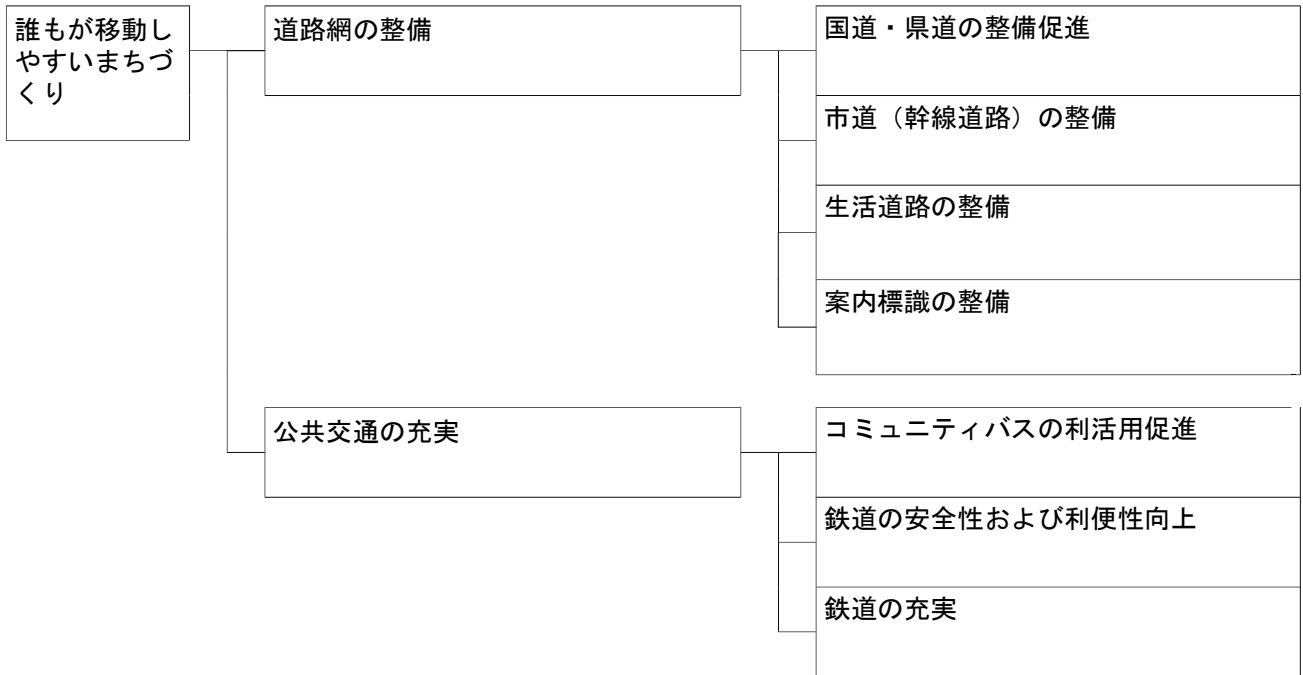 誰もが移動し
やすいまちづ
くり
道路網の整備
国道・県道の整備促進
市道（幹線道路）の整備
生活道路の整備
案内標識の整備
公共交通の充実
コミュニティバスの利活用促進
鉄道の安全性および利便性向上
鉄道の充実